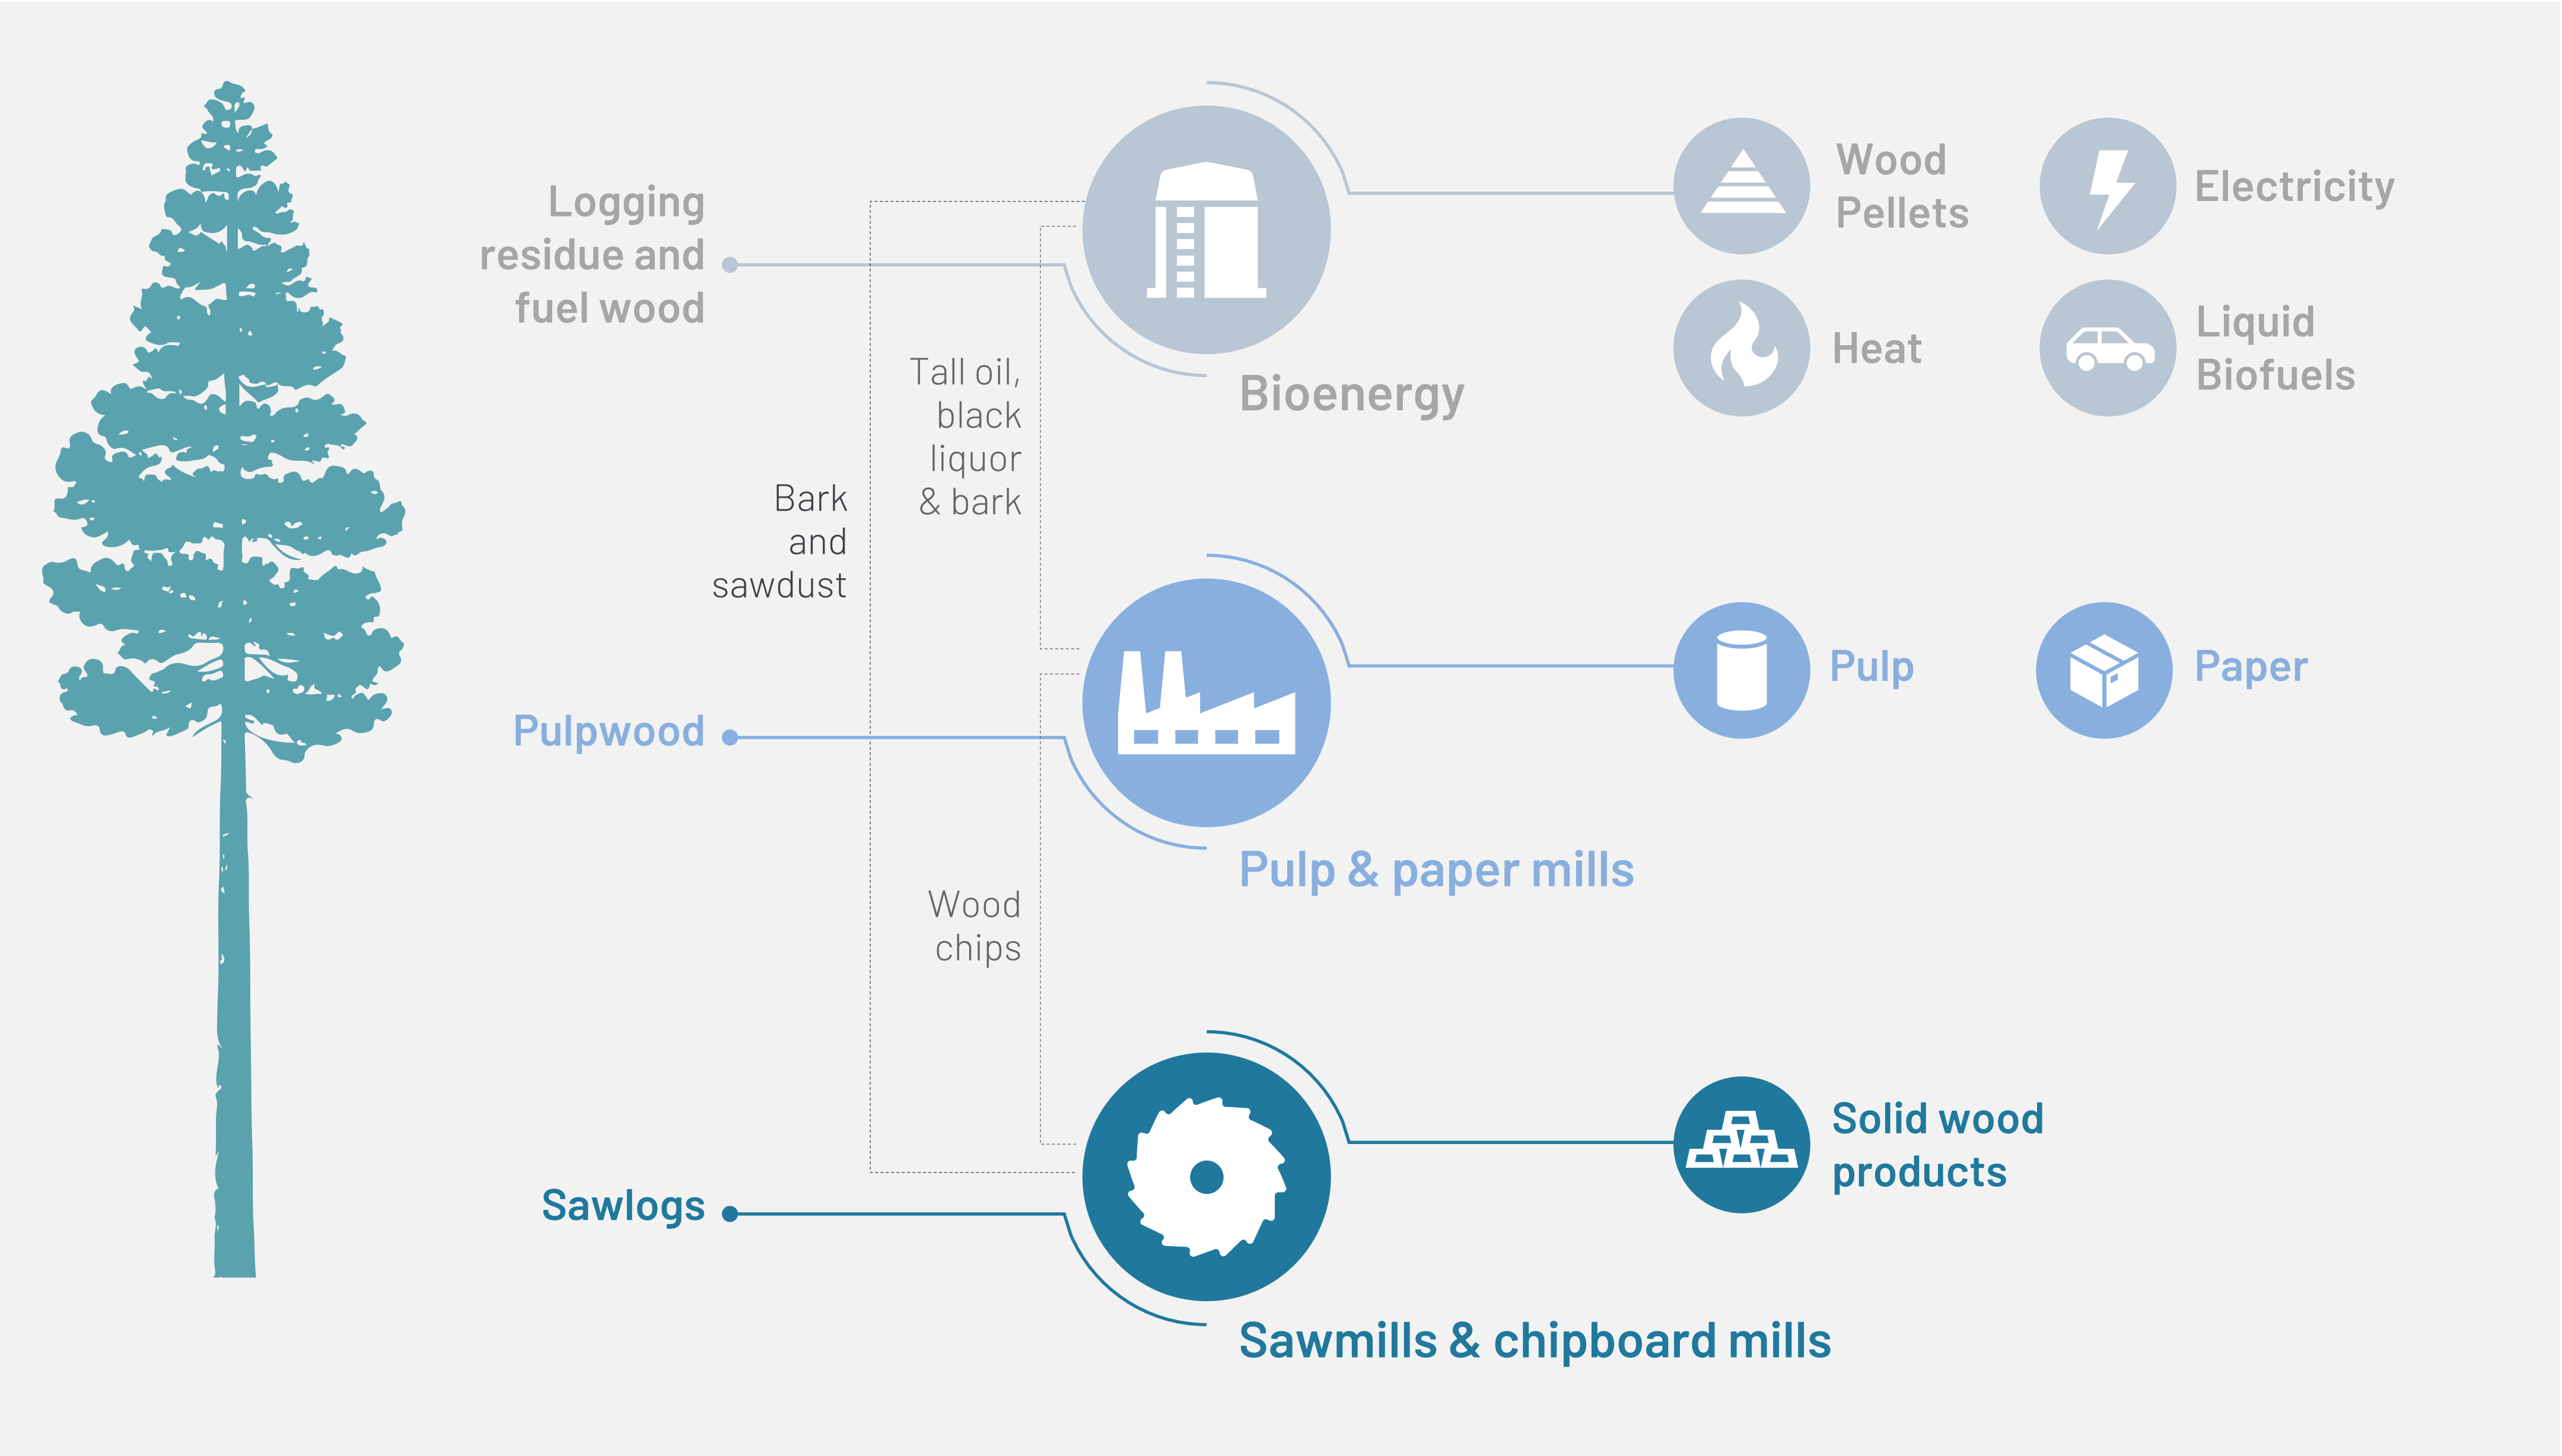 Logging
residue and
fuel wood
Bark
and
sawdust
Tall oil,
black
liquor
& bark
Bioenergy
Wood
Pellets
Electricity
Heat
Liquid
Biofuels
Pulpwood
Pulp & paper mills
Pulp
Paper
Wood
chips
Sawlogs
Sawmills & chipboard mills
Solid wood
products